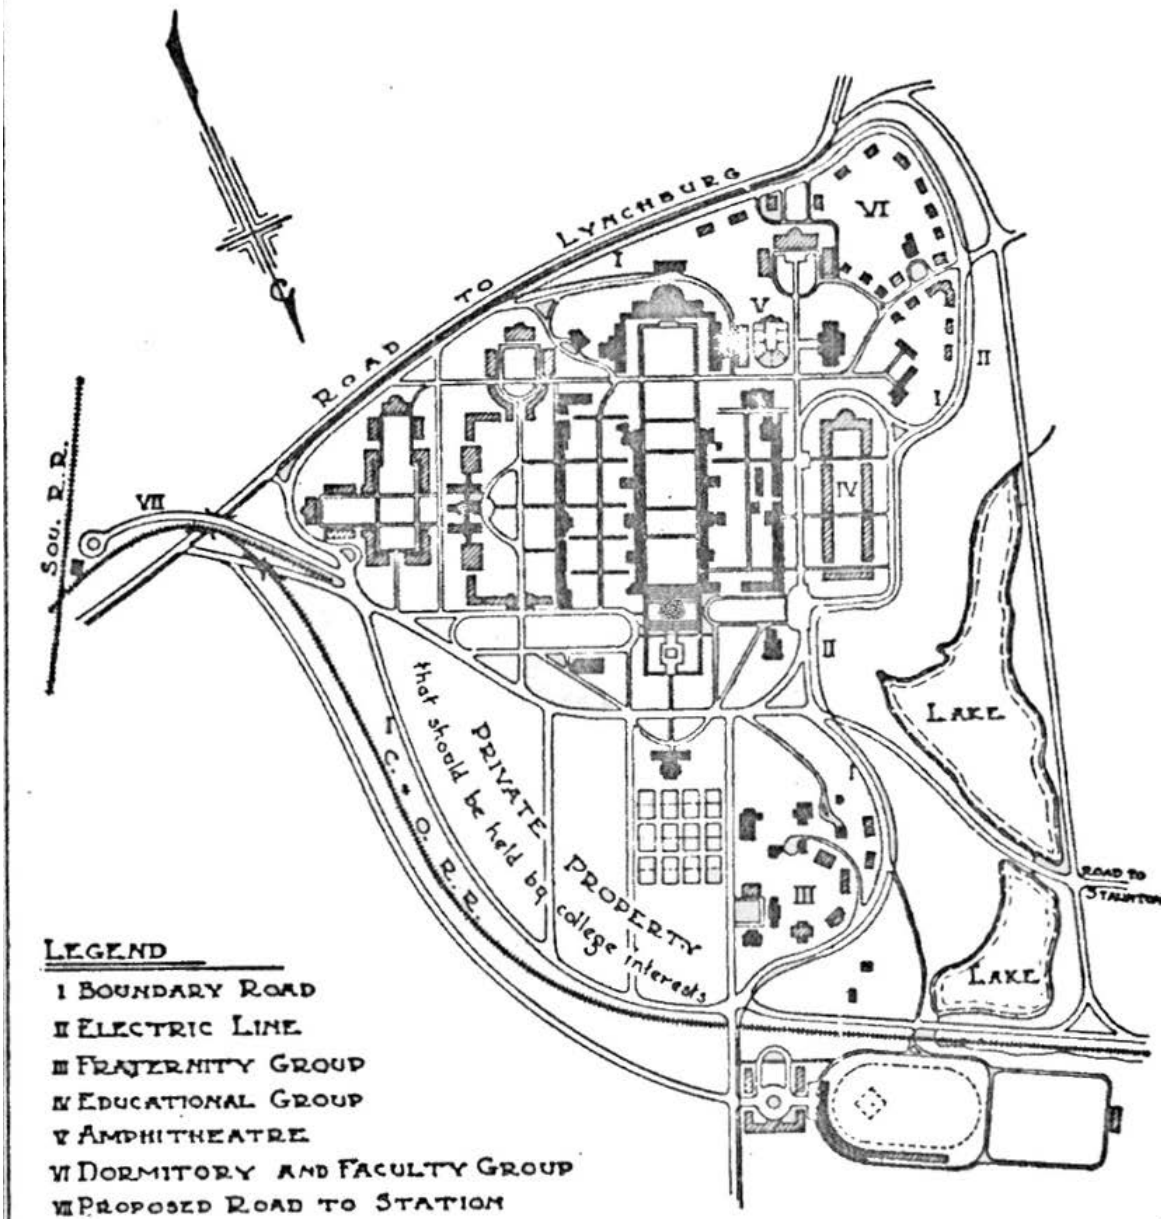 ROAD TO LYNCHBURG
VI
I
V
II
I
SOU. R.R.
VII
IV
II
LAKE
I
C. & O. R. R.
PRIVATE PROPERTY
that should be held by college interests
I
III
ROAD TO
STAUNTON
LAKE
LEGEND
I BOUNDARY ROAD
II ELECTRIC LINE
III FRATERNITY GROUP
IV EDUCATIONAL GROUP
V AMPHITHEATRE
VI DORMITORY AND FACULTY GROUP
VII PROPOSED ROAD TO STATION